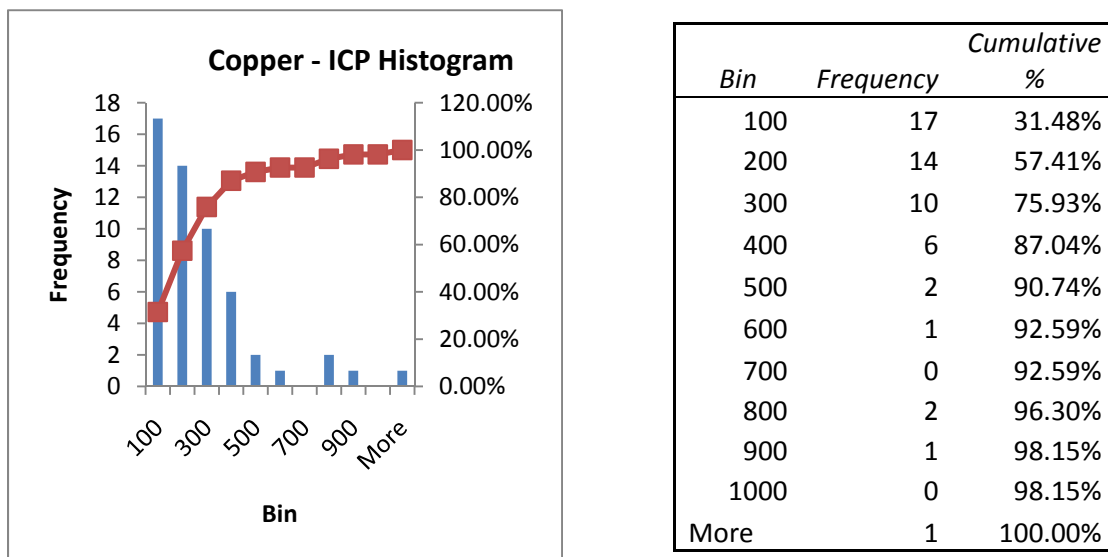 Copper - ICP Histogram
18
16
14
12
10
8
6
4
2
0
Frequency
120.00%
100.00%
80.00%
60.00%
40.00%
20.00%
0.00%
100
300
500
700
900
More
Bin
Bin Frequency Cumulative %
100 17 31.48%
200 14 57.41%
300 10 75.93%
400 6 87.04%
500 2 90.74%
600 1 92.59%
700 0 92.59%
800 2 96.30%
900 1 98.15%
1000 0 98.15%
More 1 100.00%